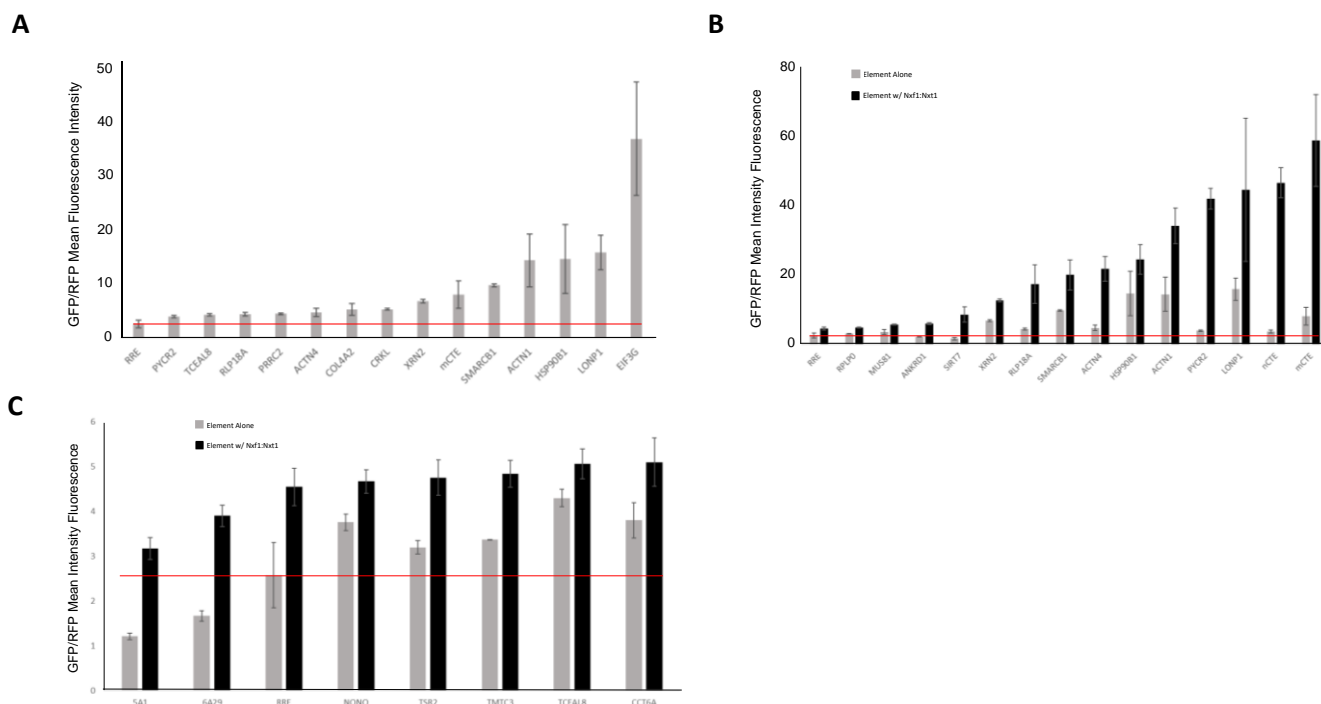 A
GFP/RFP Mean Fluorescence Intensity
50
40
30
20
10
0
RRE
PYCR2
TCEAL8
RLP18A
PRRC2
ACTN4
COL4A2
CRKL
XRN2
mCTE
SMARCB1
ACTN1
HSP90B1
LONP1
EIF3G
B
GFP/RFP Mean Intensity Fluorescence
80
60
40
20
0
Element Alone
Element w/ Nxf1:Nxt1
RRE
RPLP0
ANKRD1
SIRT7
XRN2
RLP18A
SMARCB1
ACTN4
HSP90B1
ACTN1
PYCR2
LONP1
nCTE
mCTE
C
GFP/RFP Mean Intensity Fluorescence
6
5
4
3
2
1
0
Element Alone
Element w/ Nxf1:Nxt1
5A1
6A29
RRE
NONO
TSR2
TMTC3
TCEAL8
CCT6A